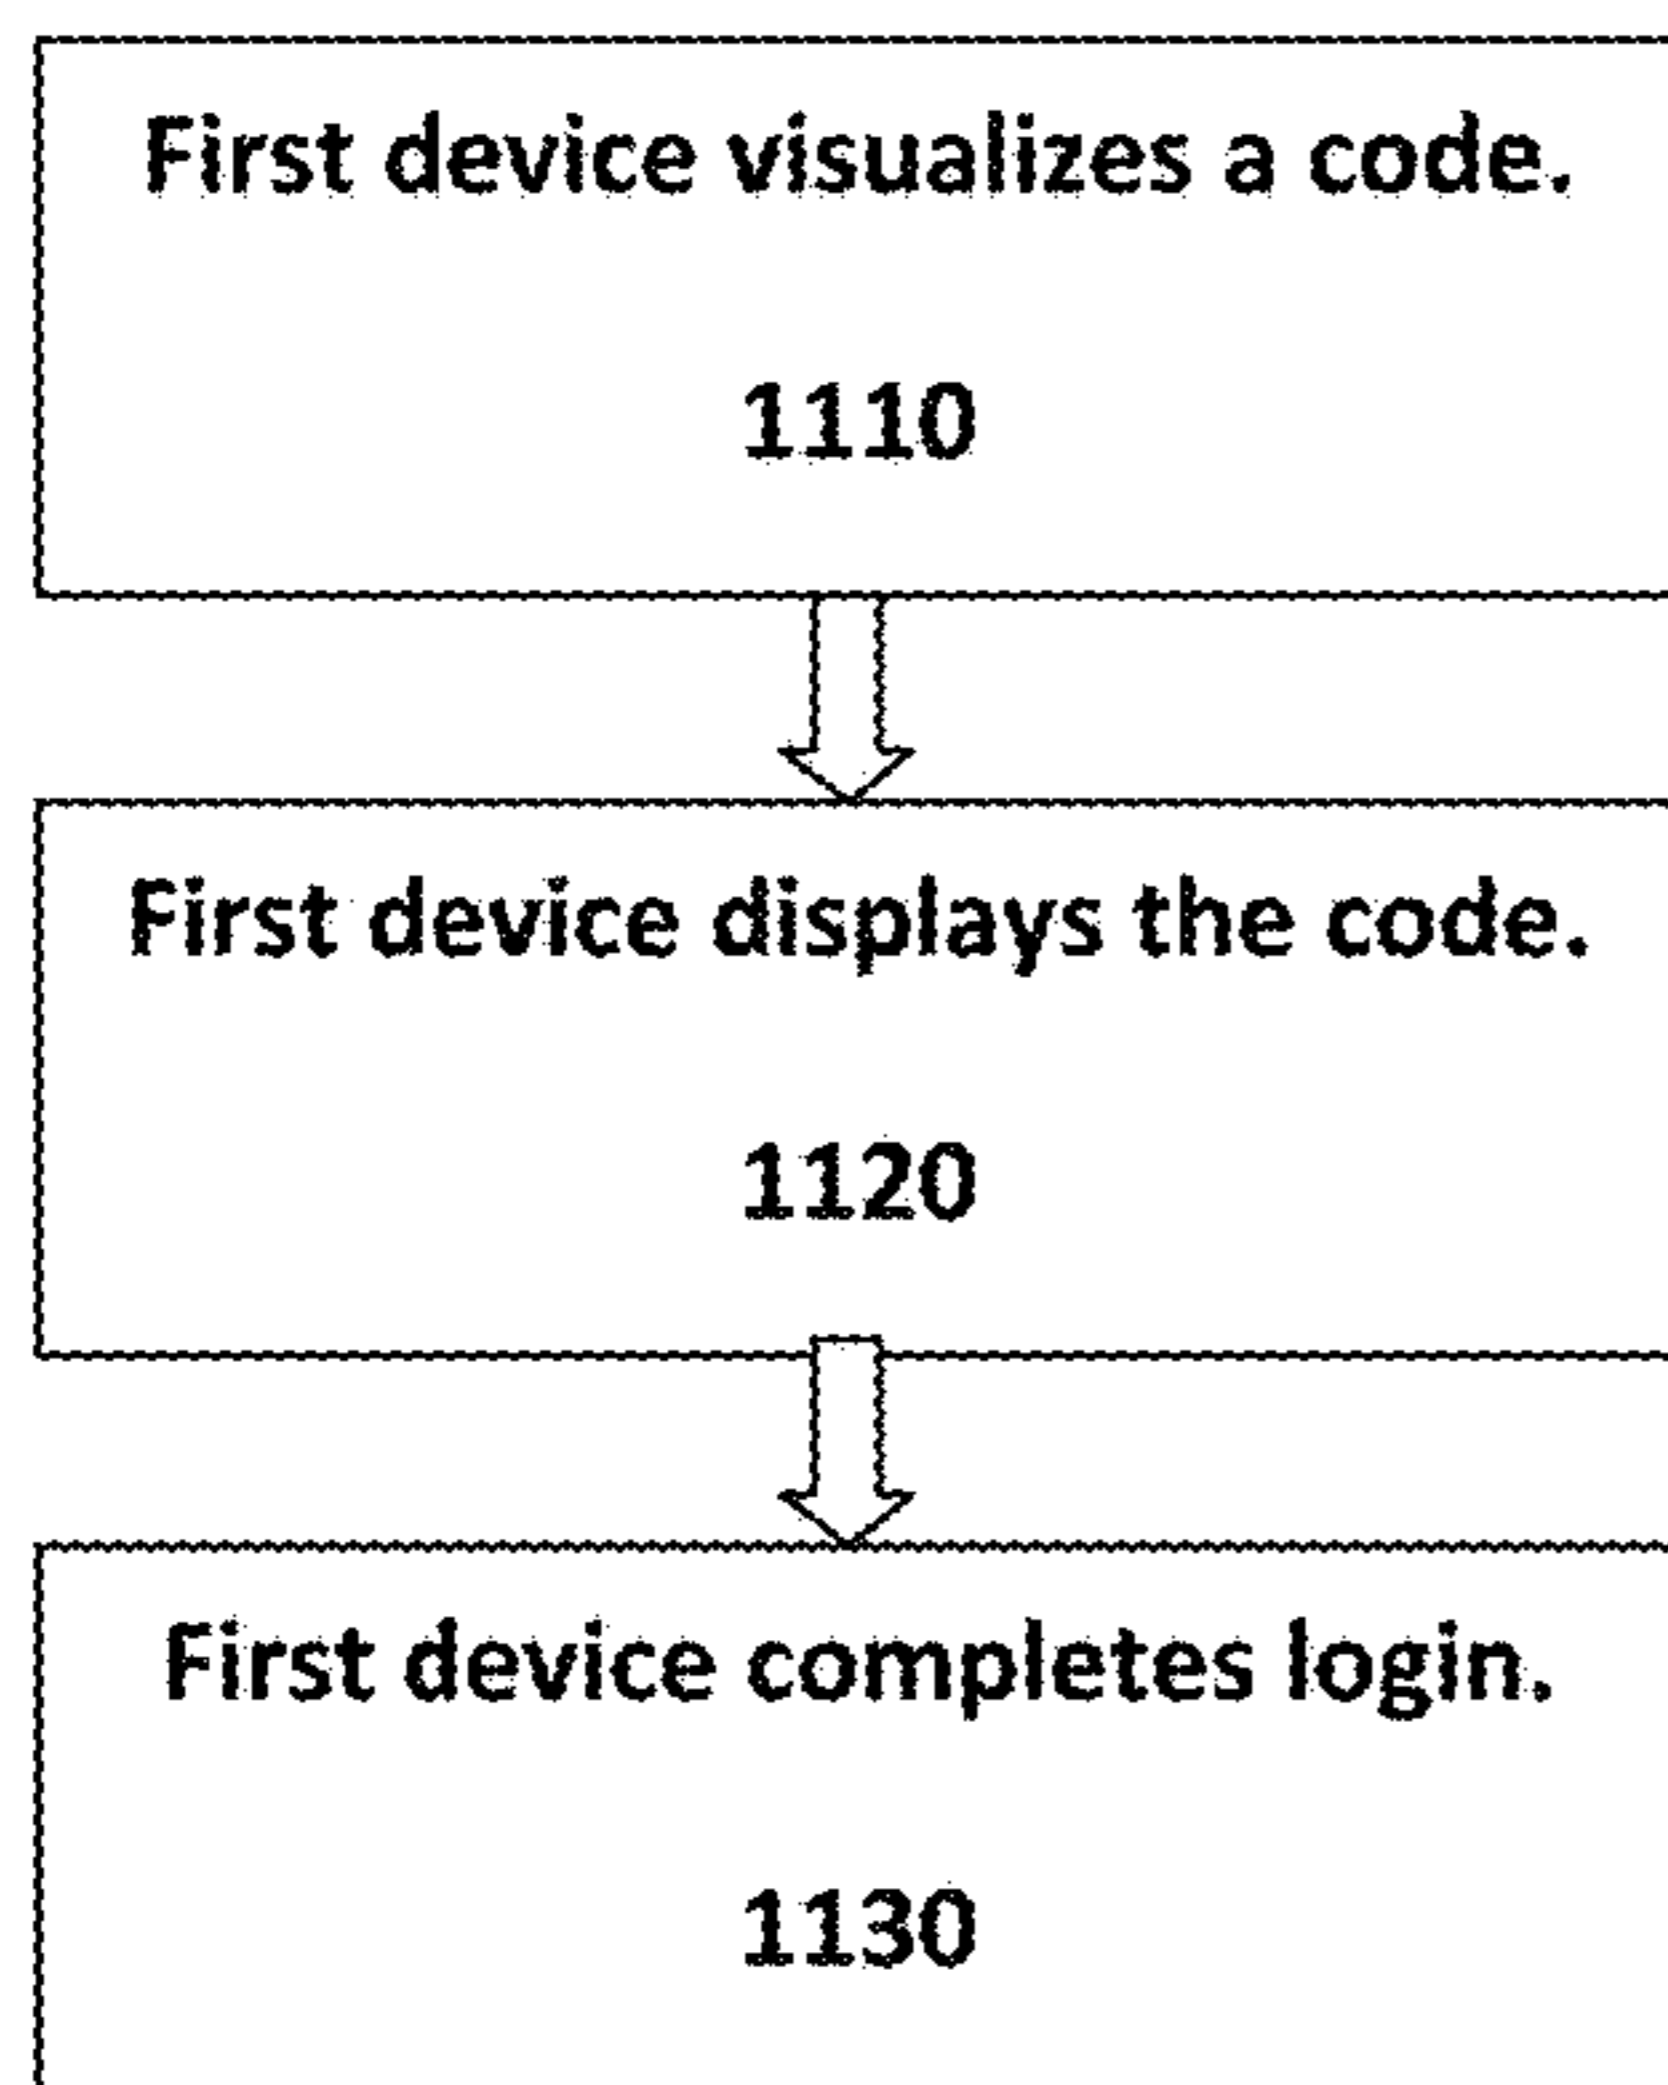 First device visualizes a code.
1110
First device displays the code.
1120
First device completes login.
1130